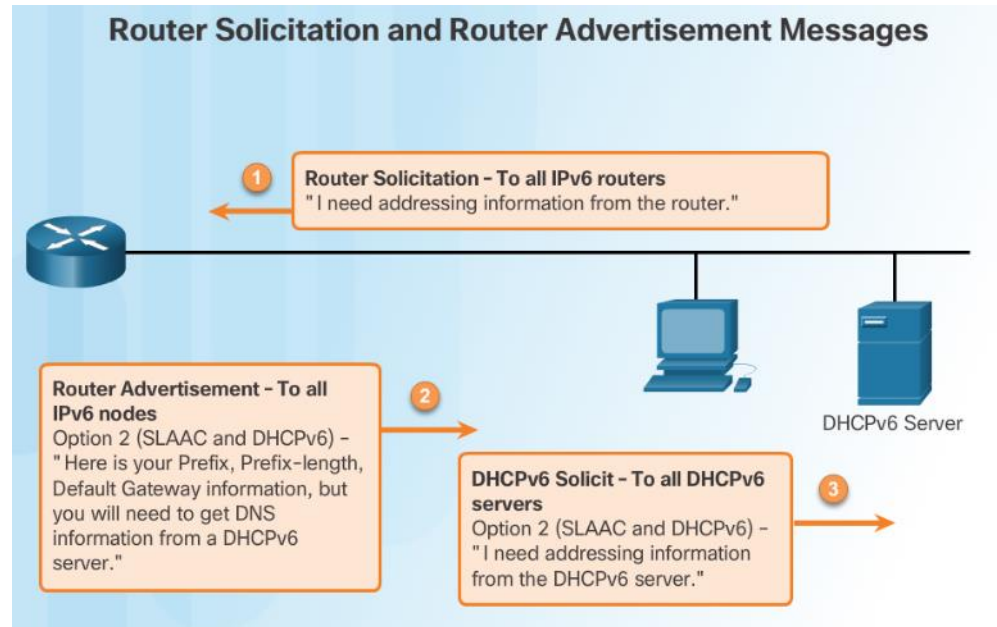 Router Solicitation and Router Advertisement Messages
1
Router Solicitation – To all IPv6 routers
"I need addressing information from the router."
DHCPv6 Server
Router Advertisement – To all
IPv6 nodes
Option 2 (SLAAC and DHCPv6) –
"Here is your Prefix, Prefix-length,
Default Gateway information, but
you will need to get DNS
information from a DHCPv6
server."
2
DHCPv6 Solicit – To all DHCPv6
servers
Option 2 (SLAAC and DHCPv6) –
"I need addressing information
from the DHCPv6 server."
3